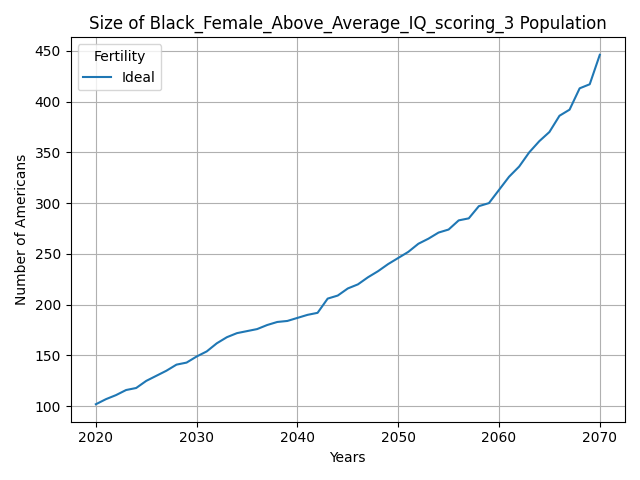 Size of Black_Female_Above_Average_IQ_scoring_3 Population
Fertility
Ideal
Number of Americans
450
400
350
300
250
200
150
100
2020 2030 2040 2050 2060 2070
Years